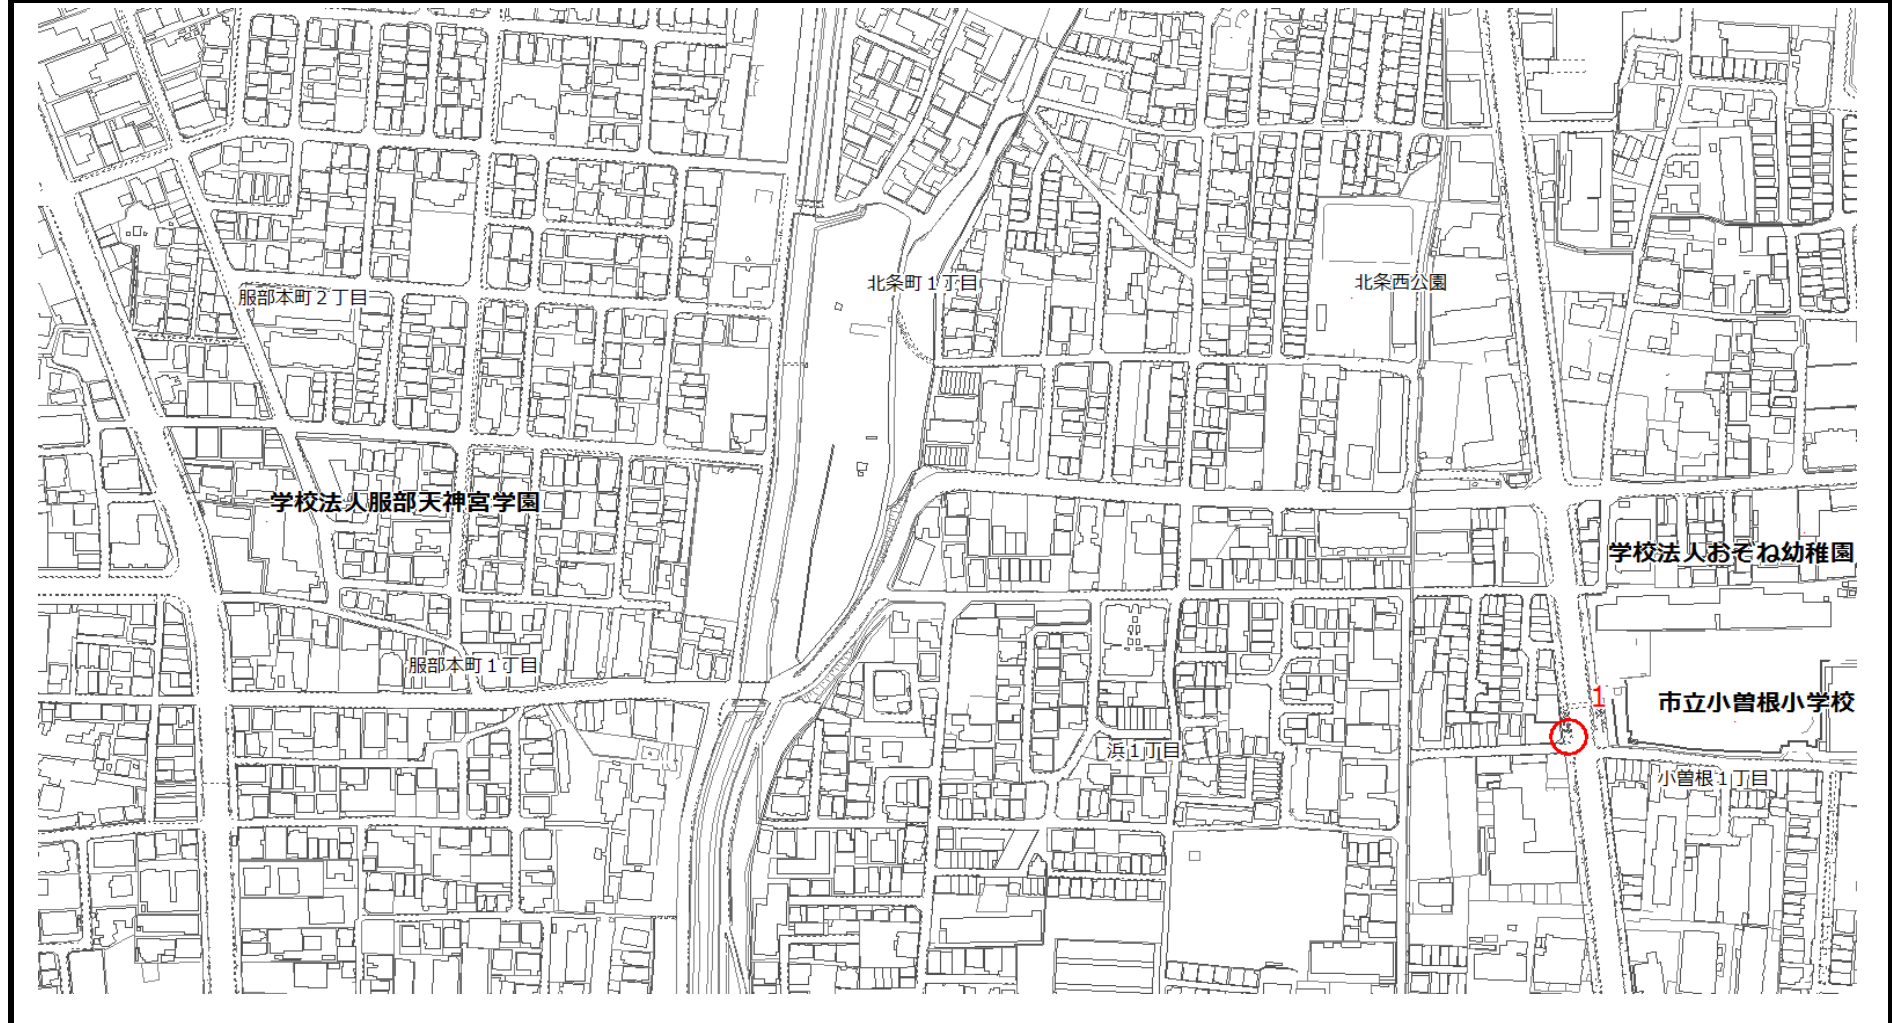 北条町１丁目
北条西公園
服部本町２丁目
学校法人服部天神宮学園
学校法人おぞね幼稚園
服部本町１丁目
1
市立小曽根小学校
浜１丁目
小曽根１丁目